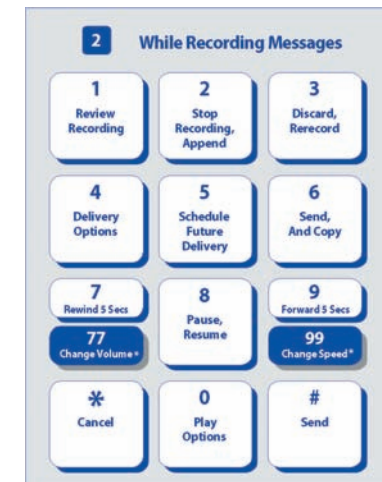 2 While Recording Messages
1
Review
Recording
2
Stop
Recording,
Append
3
Discard,
Rerecord
4
Delivery
Options
5
Schedule
Future
Delivery
6
Send,
And Copy
7
Rewind 5 Secs
77
Change Volume*
8
Pause,
Resume
9
Forward 5 Secs
99
Change Speed*
*
Cancel
0
Play
Options
#
Send